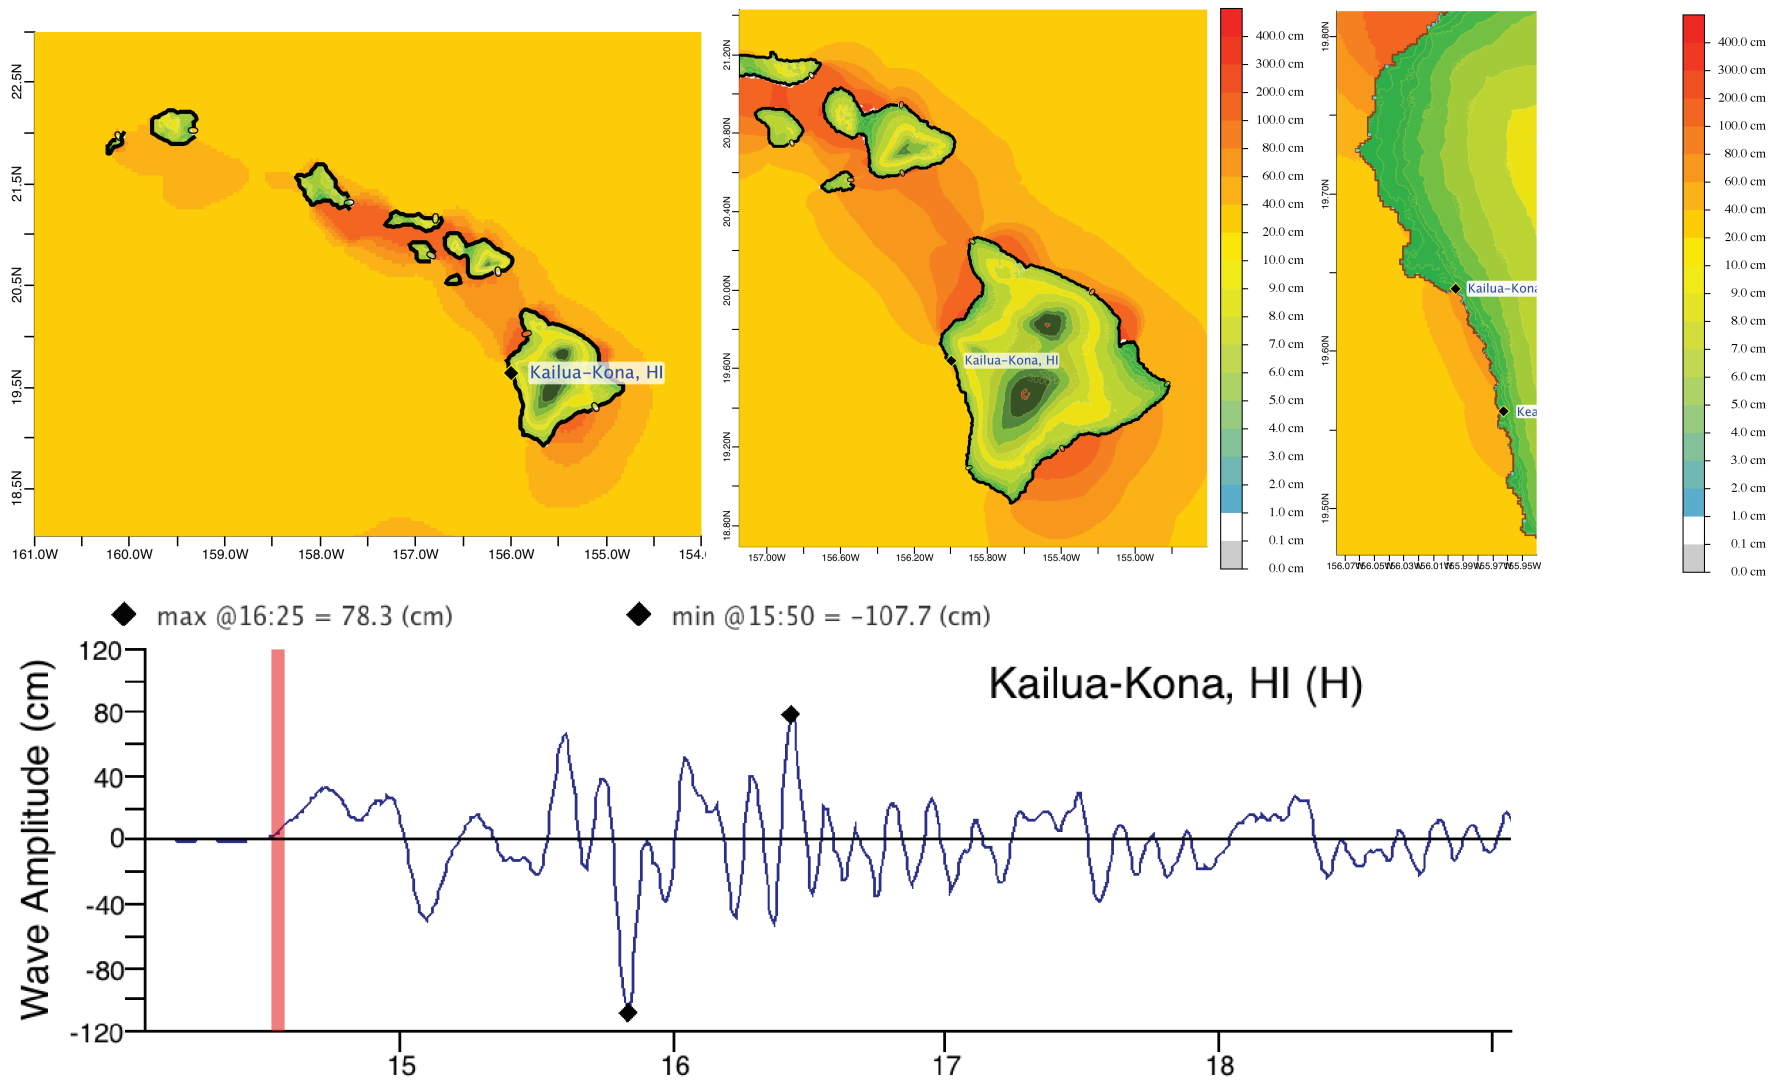 22.5N
21.5N
20.5N
19.5N
18.5N
161.0W 160.0W 159.0W 158.0W 157.0W 156.0W 155.0W 154.
Kailua-Kona, HI
21.20N
20.80N
20.40N
20.00N
19.60N
19.20N
18.80N
157.00W 156.60W 156.20W 155.80W 155.40W 155.00W
Kailua-Kona, HI
400.0 cm
300.0 cm
200.0 cm
100.0 cm
80.0 cm
60.0 cm
40.0 cm
20.0 cm
10.0 cm
9.0 cm
8.0 cm
7.0 cm
6.0 cm
5.0 cm
4.0 cm
3.0 cm
2.0 cm
1.0 cm
0.1 cm
0.0 cm
19.80N
19.70N
19.60N
19.50N
Kailua-Kona
Kea
400.0 cm
300.0 cm
200.0 cm
100.0 cm
80.0 cm
60.0 cm
40.0 cm
20.0 cm
10.0 cm
9.0 cm
8.0 cm
7.0 cm
6.0 cm
5.0 cm
4.0 cm
3.0 cm
2.0 cm
1.0 cm
0.1 cm
0.0 cm
max @16:25 = 78.3 (cm)
min @15:50 = -107.7 (cm)
Kailua-Kona, HI (H)
Wave Amplitude (cm)
120
80
40
0
-40
-80
-120
15 16 17 18